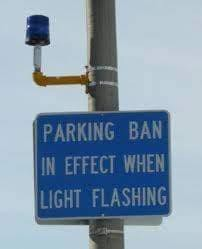 PARKING BAN
IN EFFECT WHEN
LIGHT FLASHING